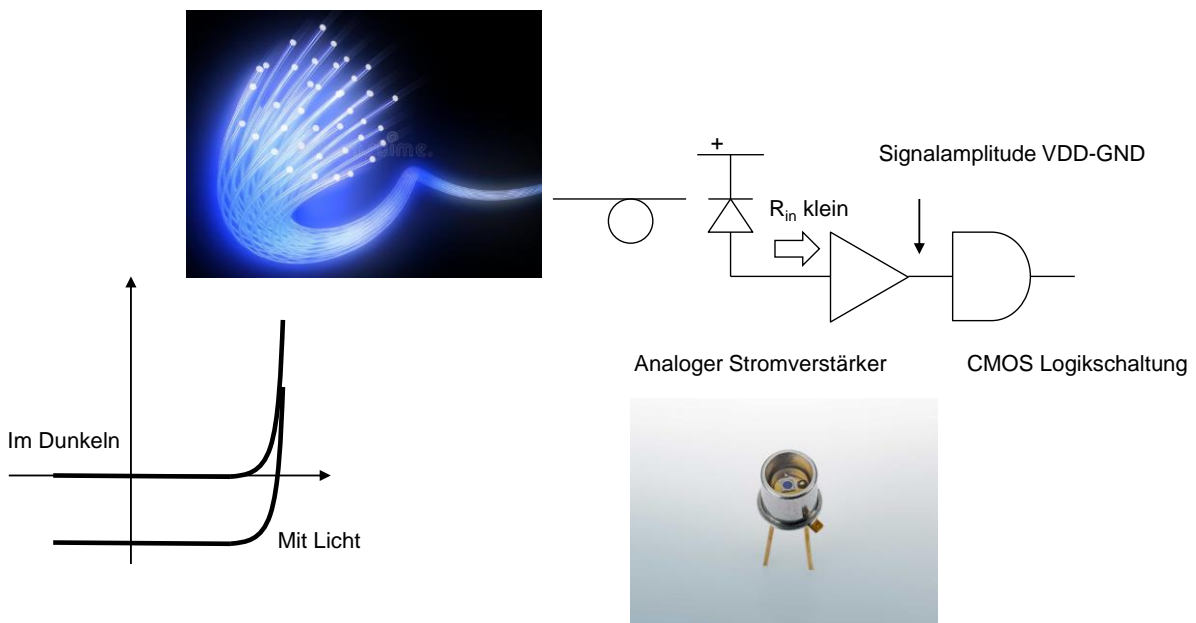 +
Signalamplitude VDD-GND
R_in klein
Analoger Stromverstärker
CMOS Logikschaltung
Im Dunkeln
Mit Licht